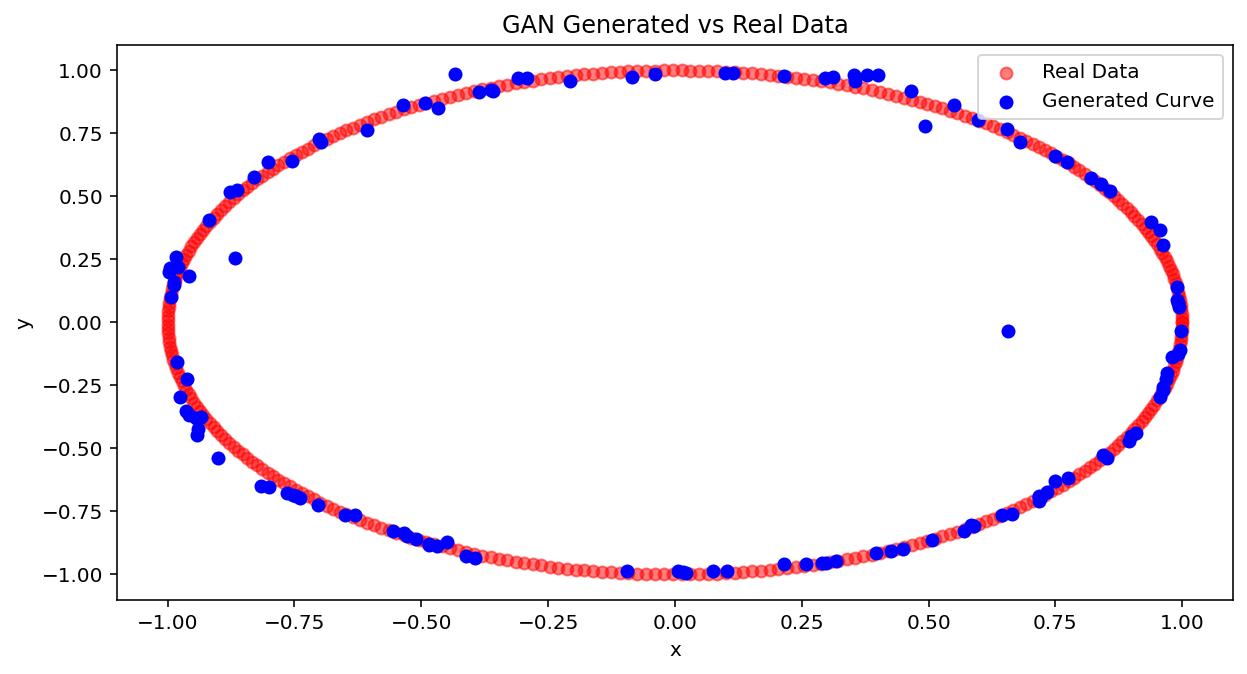 GAN Generated vs Real Data
Real Data
Generated Curve
1.00
0.75
0.50
0.25
0.00
−0.25
−0.50
−0.75
−1.00
y
−1.00 −0.75 −0.50 −0.25 0.00 0.25 0.50 0.75 1.00
x